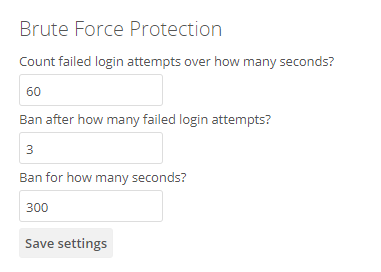 Brute Force Protection
Count failed login attempts over how many seconds?
60
Ban after how many failed login attempts?
3
Ban for how many seconds?
300
Save settings